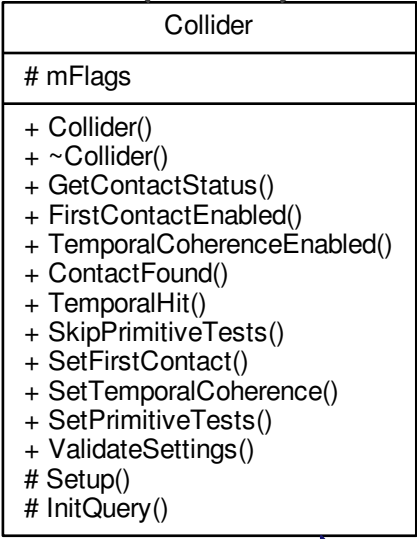 Collider
# mFlags
+ Collider()
+ ~Collider()
+ GetContactStatus()
+ FirstContactEnabled()
+ TemporalCoherenceEnabled()
+ ContactFound()
+ TemporalHit()
+ SkipPrimitiveTests()
+ SetFirstContact()
+ SetTemporalCoherence()
+ SetPrimitiveTests()
+ ValidateSettings()
# Setup()
# InitQuery()